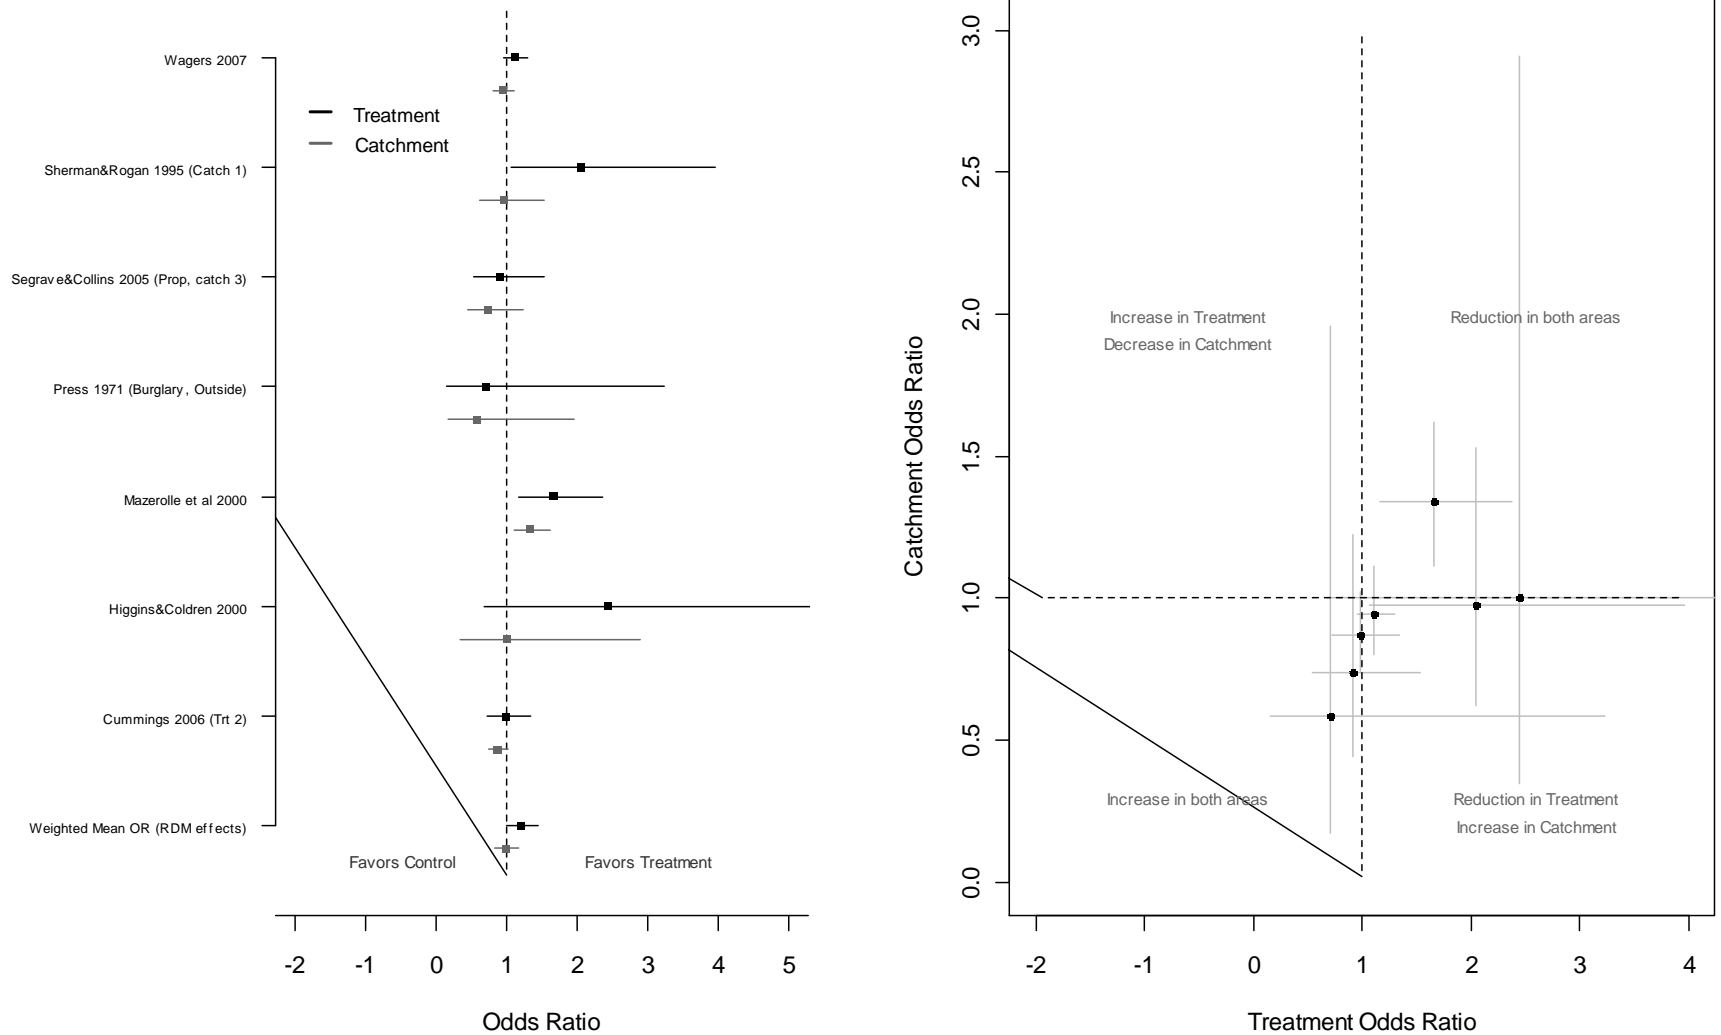 Wagers 2007
Sherman&Rogan 1995 (Catch 1)
Segrave&Collins 2005 (Prop, catch 3)
Press 1971 (Burglary, Outside)
Mazerolle et al 2000
Higgins&Coldren 2000
Cummings 2006 (Trt 2)
Weighted Mean OR (RDM effects)
Treatment
Catchment
Favors Control
Favors Treatment
-2 -1 0 1 2 3 4 5
Odds Ratio
Catchment Odds Ratio
3.0
2.5
2.0
1.5
1.0
0.5
0.0
Increase in Treatment
Decrease in Catchment
Reduction in both areas
Increase in both areas
Reduction in Treatment
Increase in Catchment
-2 -1 0 1 2 3 4
Treatment Odds Ratio